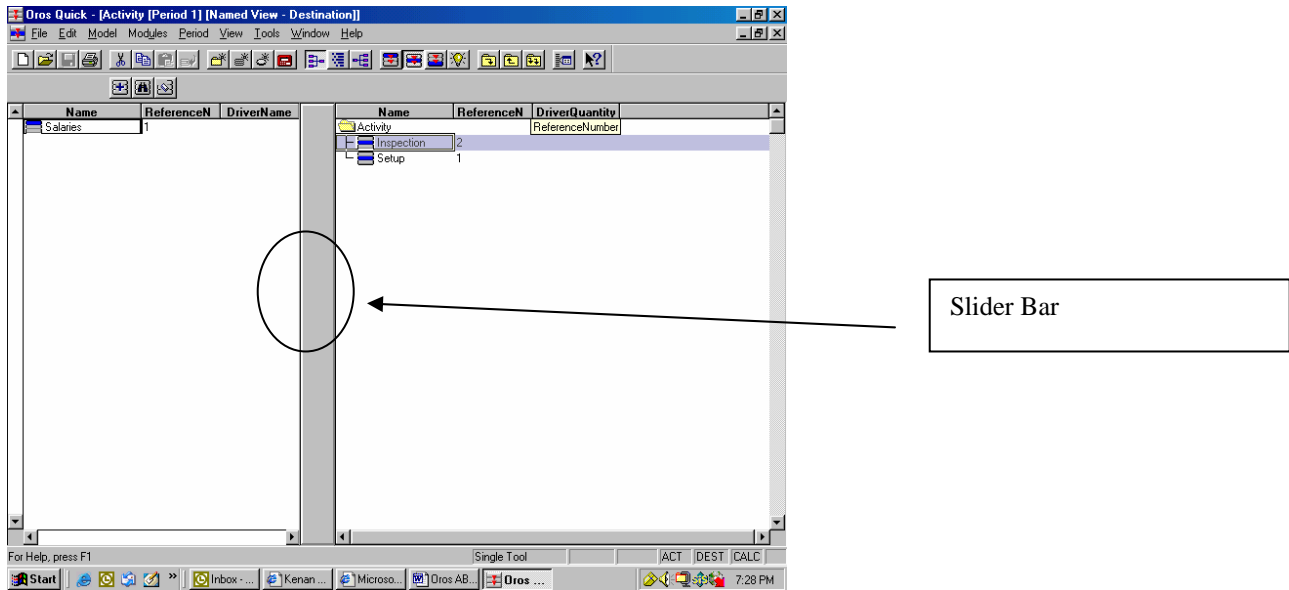 Oros Quick - [Activity [Period 1] [Named View - Destination]]
File Edit Model Modules Period View Tools Window Help
Name ReferenceN DriverName Name ReferenceN DriverQuantity
Salaries 1 Activity ReferenceNumber
Inspection 2
Setup 1
Slider Bar
For Help, press F1 Single Tool ACT DEST CALC
Start » Inbox - ... Kenan ... Microso... Oros AB... Oros ... 7:28 PM